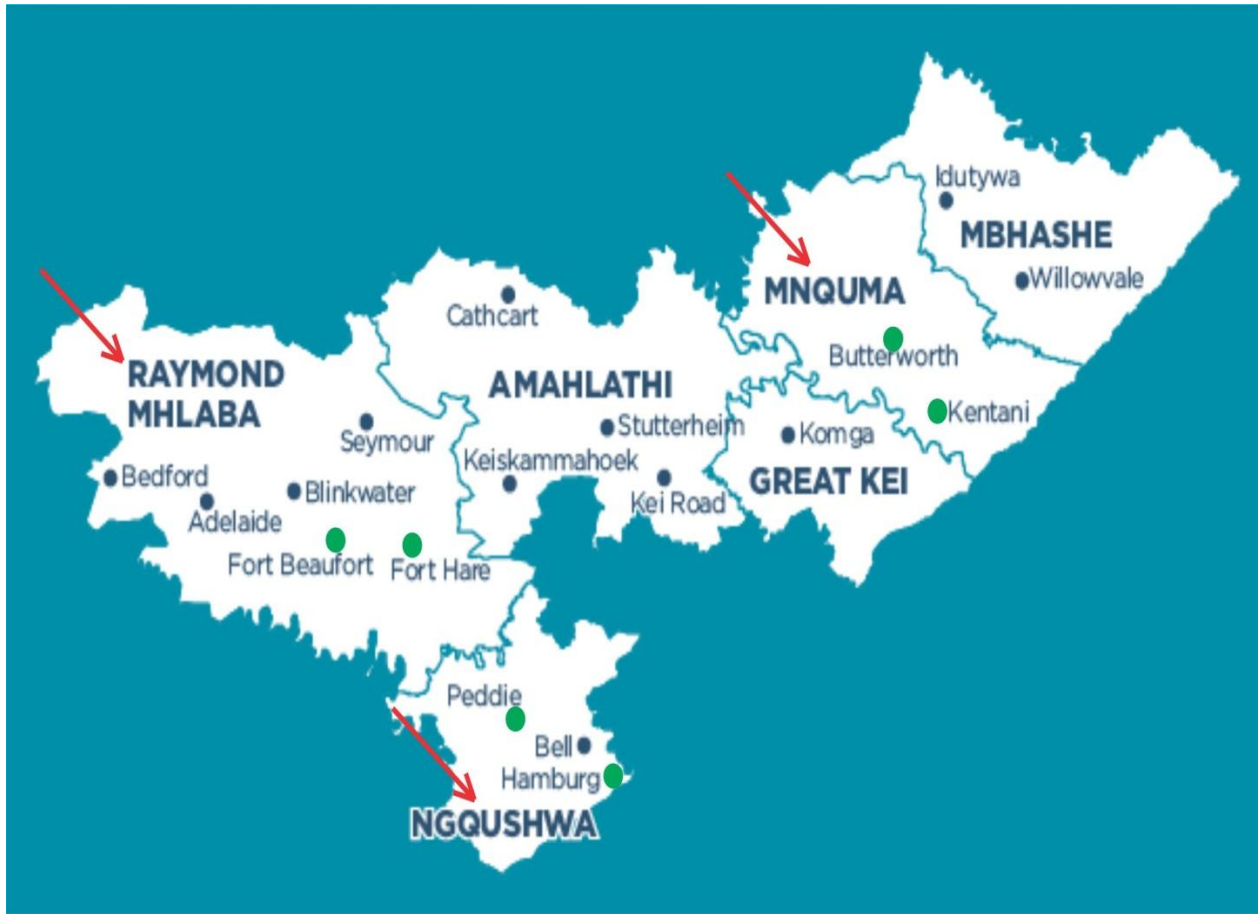 Idutywa
MBHASHE
Willowvale
MNQUMA
Butterworth
Kentani
Cathcart
AMAHLATHI
Stutterheim
Keiskammahoek
Kei Road
Komga
GREAT KEI
RAYMOND
MHLABA
Seymour
Bedford
Adelaide
Blinkwater
Fort Beaufort
Fort Hare
Peddie
Bell
Hamburg
NGQUSHWA